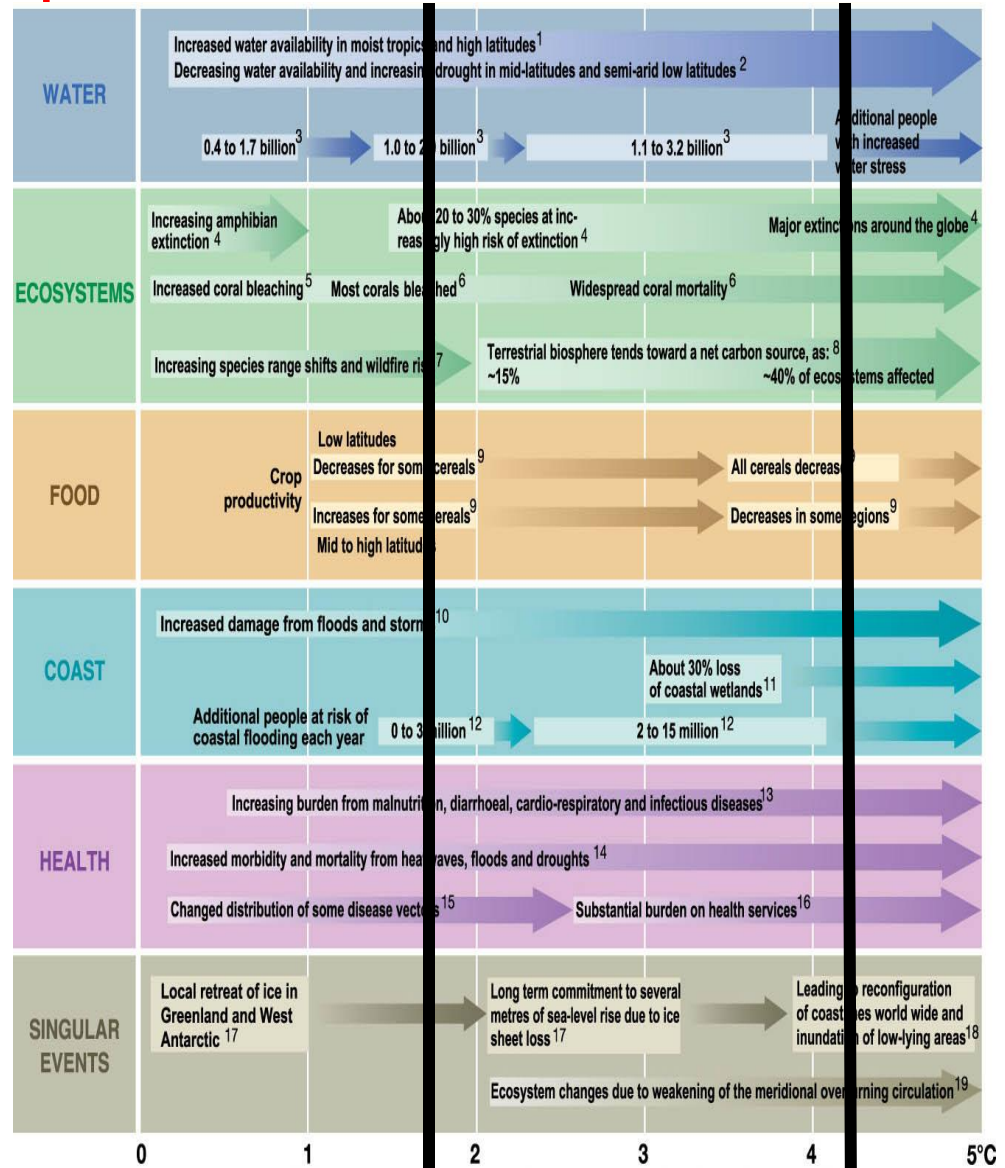 WATER
Increased water availability in moist tropics and high latitudes 1
Decreasing water availability and increasing drought in mid-latitudes and semi-arid low latitudes 2
0.4 to 1.7 billion 3
1.0 to billion 3
1.1 to 3.2 billion 3
Additional people
with increased
water stress
ECOSYSTEMS
Increasing amphibian
extinction 4
About 20 to 30% species at inc-
reasingly high risk of extinction 4
Major extinctions around the globe 4
Increased coral bleaching 5
Most corals bleached 6
Widespread coral mortality 6
Increasing species range shifts and wildfire risk 7
Terrestrial biosphere tends toward a net carbon source, as: 8
~15%
~40% of ecosystems affected
FOOD
Crop
productivity
Low latitudes
Decreases for some cereals 9
All cereals decrease 9
Increases for some cereals 9
Decreases in some regions 9
Mid to high latitudes
COAST
Increased damage from floods and storms 10
About 30% loss
of coastal wetlands 11
Additional people at risk of
coastal flooding each year
0 to 3 million 12
2 to 15 million 12
HEALTH
Increasing burden from malnutrition, diarrhoeal, cardio-respiratory and infectious diseases 13
Increased morbidity and mortality from heatwaves, floods and droughts 14
Changed distribution of some disease vectors 15
Substantial burden on health services 16
SINGULAR
EVENTS
Local retreat of ice in
Greenland and West
Antarctic 17
Long term commitment to several
metres of sea-level rise due to ice
sheet loss 17
Leading to reconfiguration
of coastlines world wide and
inundation of low-lying areas 18
Ecosystem changes due to weakening of the meridional overturning circulation 19
0 1 2 3 4 5°C